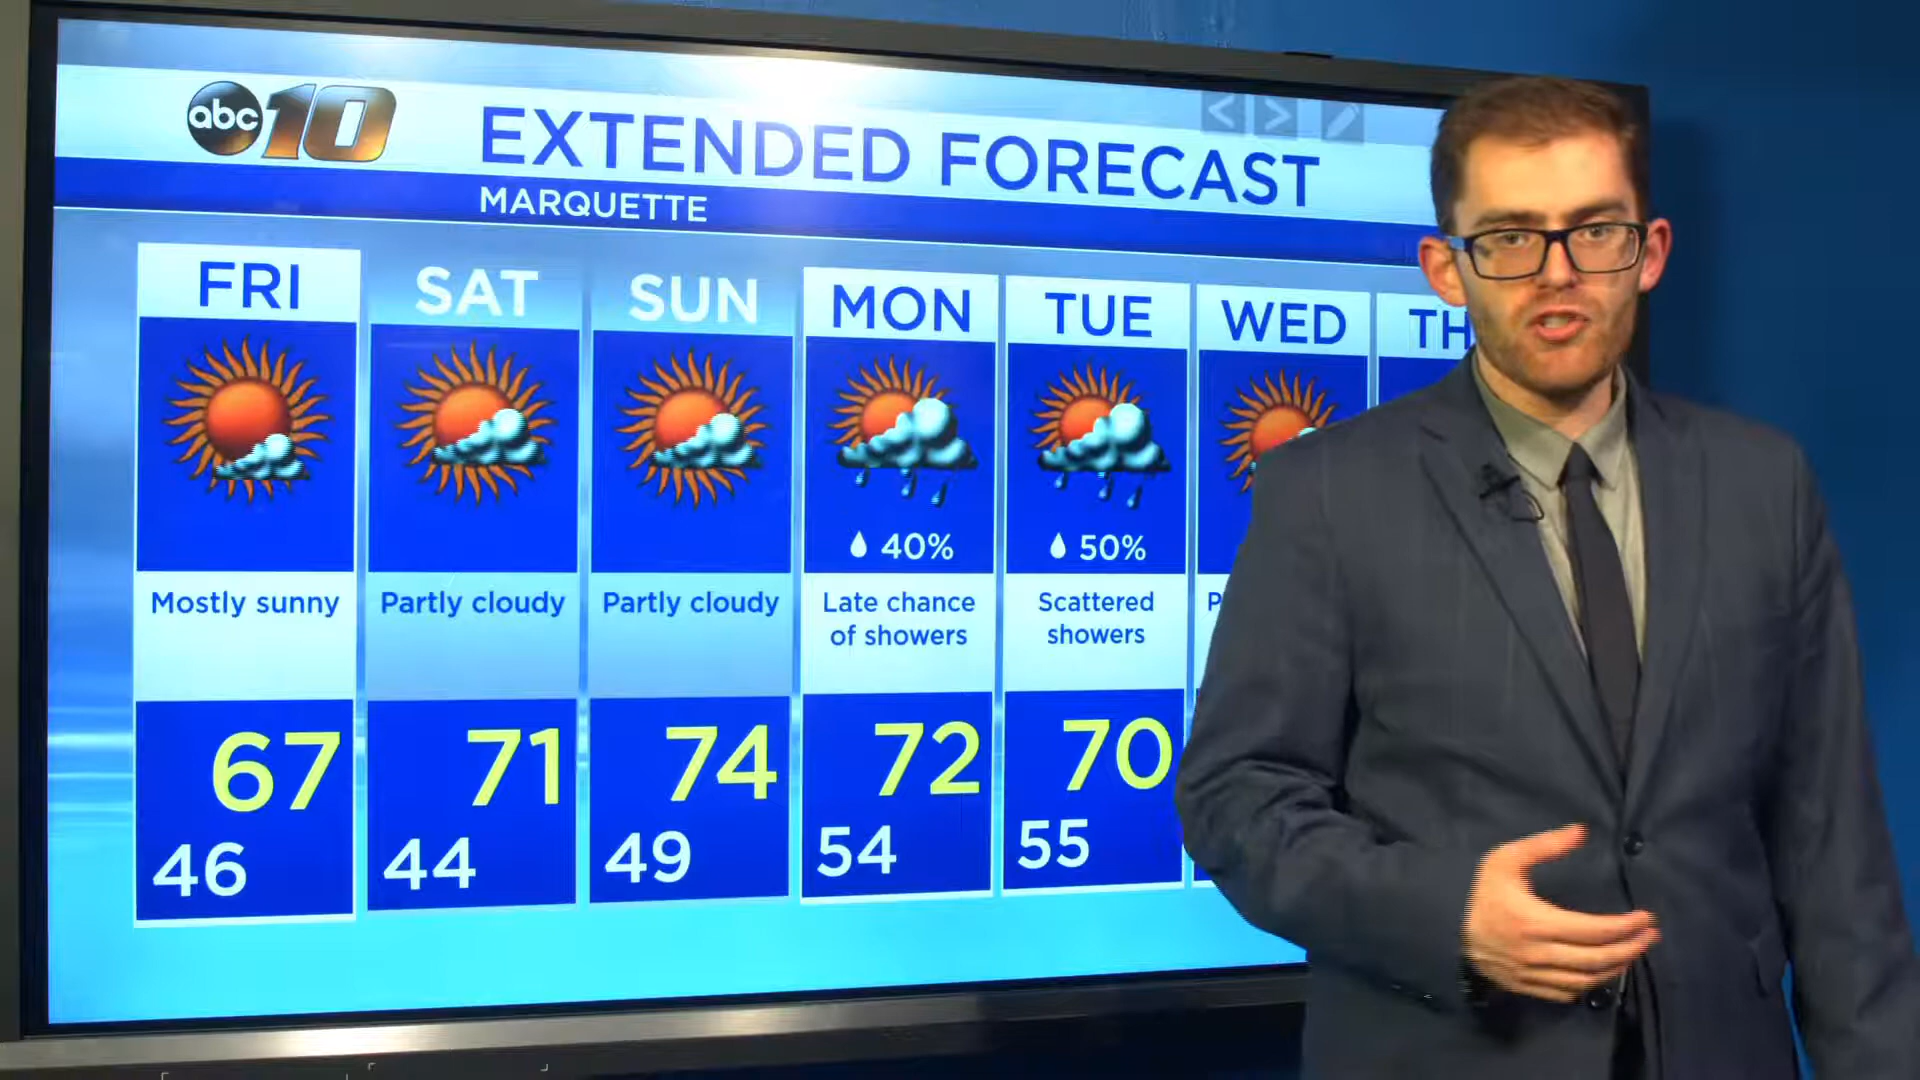 abc 10
EXTENDED FORECAST
MARQUETTE
< >
FRI SAT SUN MON TUE WED TH
40% 50%
Mostly sunny
Partly cloudy
Partly cloudy
Late chance
of showers
Scattered
showers
P
67 71 74 72 70
46 44 49 54 55